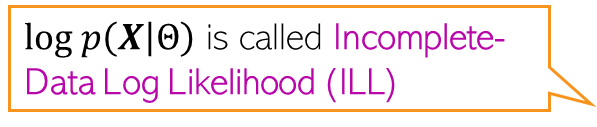 log p(X|Θ) is called Incomplete-
Data Log Likelihood (ILL)